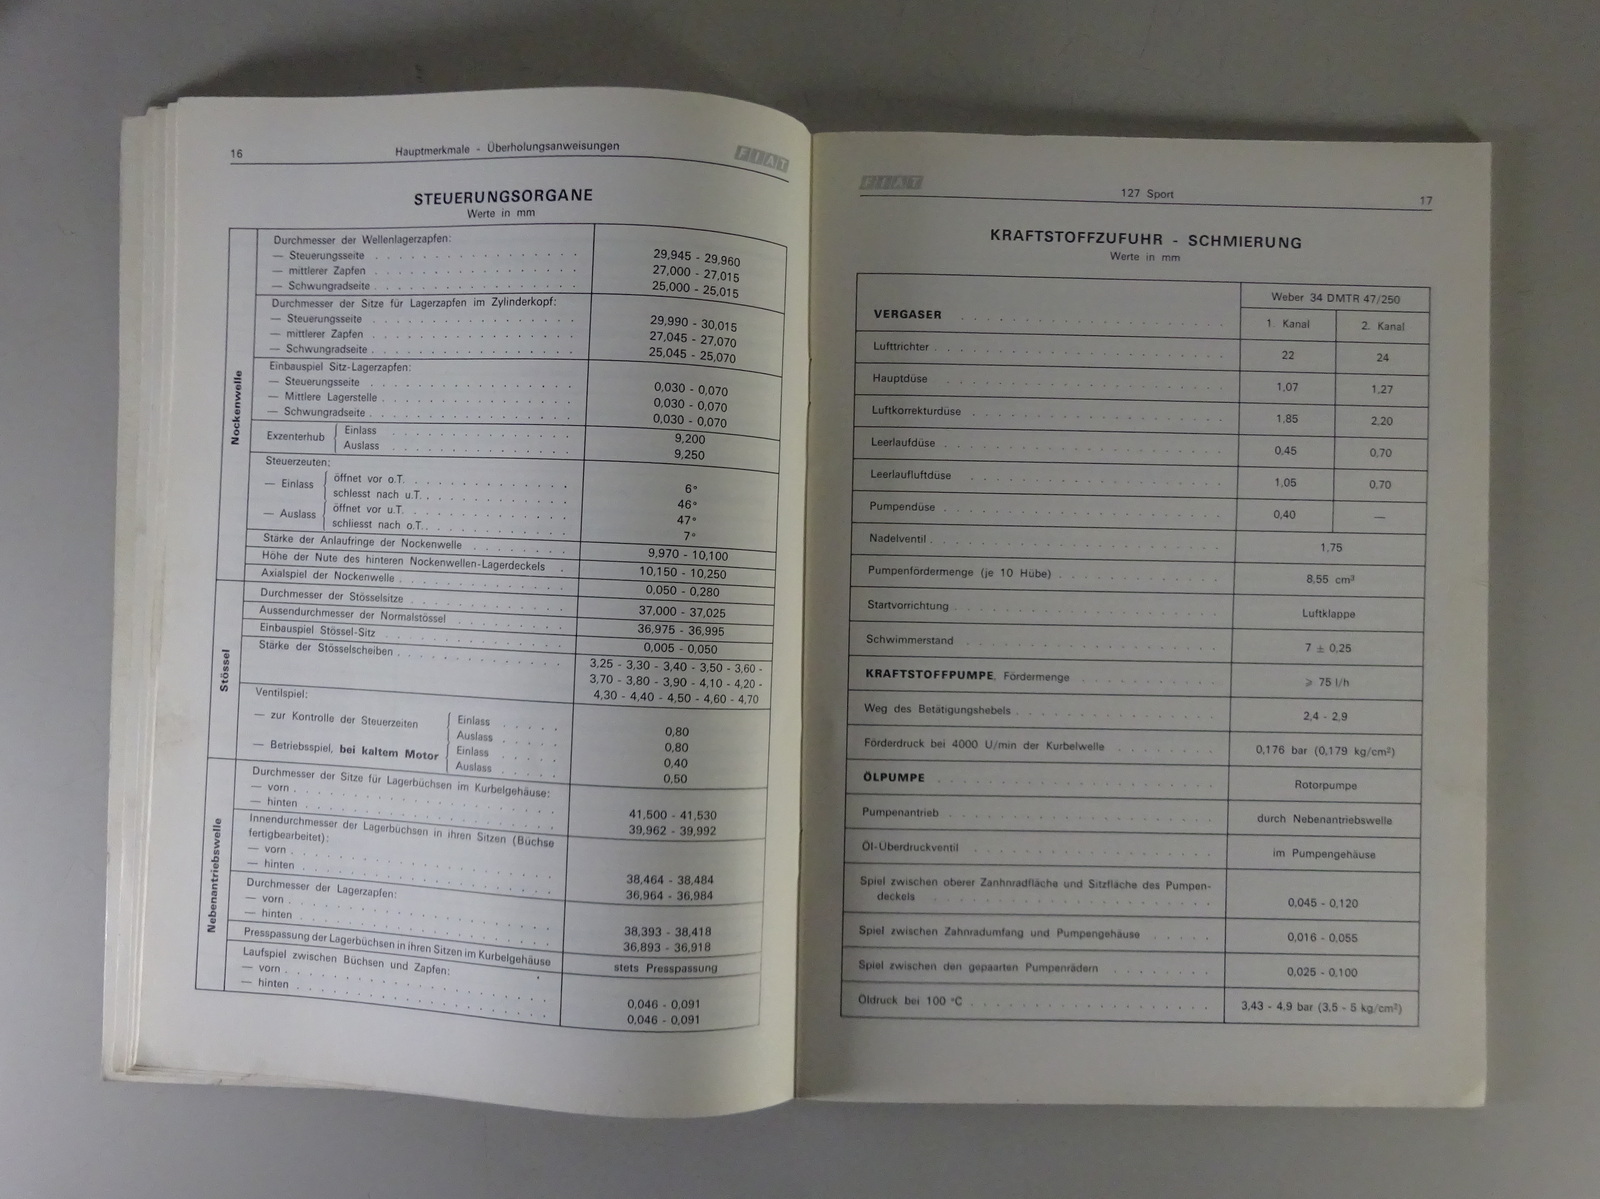 16
Hauptmerkmale - Überholungsanweisungen
FIAT
STEUERUNGSORGANE
Werte in mm
Nockenwelle
Durchmesser der Wellenlagerzapfen:
— Steuerungsseite 29,945 - 29,960
— mittlerer Zapfen 27,000 - 27,015
— Schwungradseite 25,000 - 25,015
Durchmesser der Sitze für Lagerzapfen im Zylinderkopf:
— Steuerungsseite 29,990 - 30,015
— mittlerer Zapfen 27,045 - 27,070
— Schwungradseite 25,045 - 25,070
Einbauspiel Sitz-Lagerzapfen:
— Steuerungsseite 0,030 - 0,070
— Mittlere Lagerstelle 0,030 - 0,070
— Schwungradseite 0,030 - 0,070
Exzenterhub
Einlass 9,200
Auslass 9,250
Steuerzeuten:
— Einlass
öffnet vor o.T. 6°
schlesst nach u.T. 46°
— Auslass
öffnet vor u.T. 47°
schliesst nach o.T. 7°
Stärke der Anlaufringe der Nockenwelle 9,970 - 10,100
Höhe der Nute des hinteren Nockenwellen-Lagerdeckels 10,150 - 10,250
Axialspiel der Nockenwelle 0,050 - 0,280
Stössel
Durchmesser der Stösselsitze 37,000 - 37,025
Aussendurchmesser der Normalstössel 36,975 - 36,995
Einbauspiel Stössel-Sitz 0,005 - 0,050
Stärke der Stösselscheiben 3,25 - 3,30 - 3,40 - 3,50 - 3,60 -
3,70 - 3,80 - 3,90 - 4,10 - 4,20 -
4,30 - 4,40 - 4,50 - 4,60 - 4,70
Ventilspiel:
— zur Kontrolle der Steuerzeiten
Einlass 0,80
Auslass 0,80
— Betriebsspiel, bei kaltem Motor
Einlass 0,40
Auslass 0,50
Nebenantriebswelle
Durchmesser der Sitze für Lagerbüchsen im Kurbelgehäuse:
— vorn 41,500 - 41,530
— hinten 39,962 - 39,992
Innendurchmesser der Lagerbüchsen in ihren Sitzen (Büchse
fertigbearbeitet):
— vorn 38,464 - 38,484
— hinten 36,964 - 36,984
Durchmesser der Lagerzapfen:
— vorn 38,393 - 38,418
— hinten 36,893 - 36,918
Presspassung der Lagerbüchsen in ihren Sitzen im Kurbelgehäuse stets Presspassung
Laufspiel zwischen Büchsen und Zapfen:
— vorn 0,046 - 0,091
— hinten 0,046 - 0,091
FIAT
127 Sport
17
KRAFTSTOFFZUFUHR - SCHMIERUNG
Werte in mm
Weber 34 DMTR 47/250
VERGASER
1. Kanal 2. Kanal
Lufttrichter 22 24
Hauptdüse 1,07 1,27
Luftkorrekturdüse 1,85 2,20
Leerlaufdüse 0,45 0,70
Leerlaufluftdüse 1,05 0,70
Pumpendüse 0,40 —
Nadelventil 1,75
Pumpenfördermenge (je 10 Hübe) 8,55 cm³
Startvorrichtung Luftklappe
Schwimmerstand 7 ± 0,25
KRAFTSTOFFPUMPE, Fördermenge ⩾ 75 l/h
Weg des Betätigungshebels 2,4 - 2,9
Förderdruck bei 4000 U/min der Kurbelwelle 0,176 bar (0,179 kg/cm²)
ÖLPUMPE Rotorpumpe
Pumpenantrieb durch Nebenantriebswelle
Öl-Überdruckventil im Pumpengehäuse
Spiel zwischen oberer Zanhnradfläche und Sitzfläche des Pumpen-
deckels 0,045 - 0,120
Spiel zwischen Zahnradumfang und Pumpengehäuse 0,016 - 0,055
Spiel zwischen den gepaarten Pumpenrädern 0,025 - 0,100
Öldruck bei 100 °C 3,43 - 4,9 bar (3,5 - 5 kg/cm²)